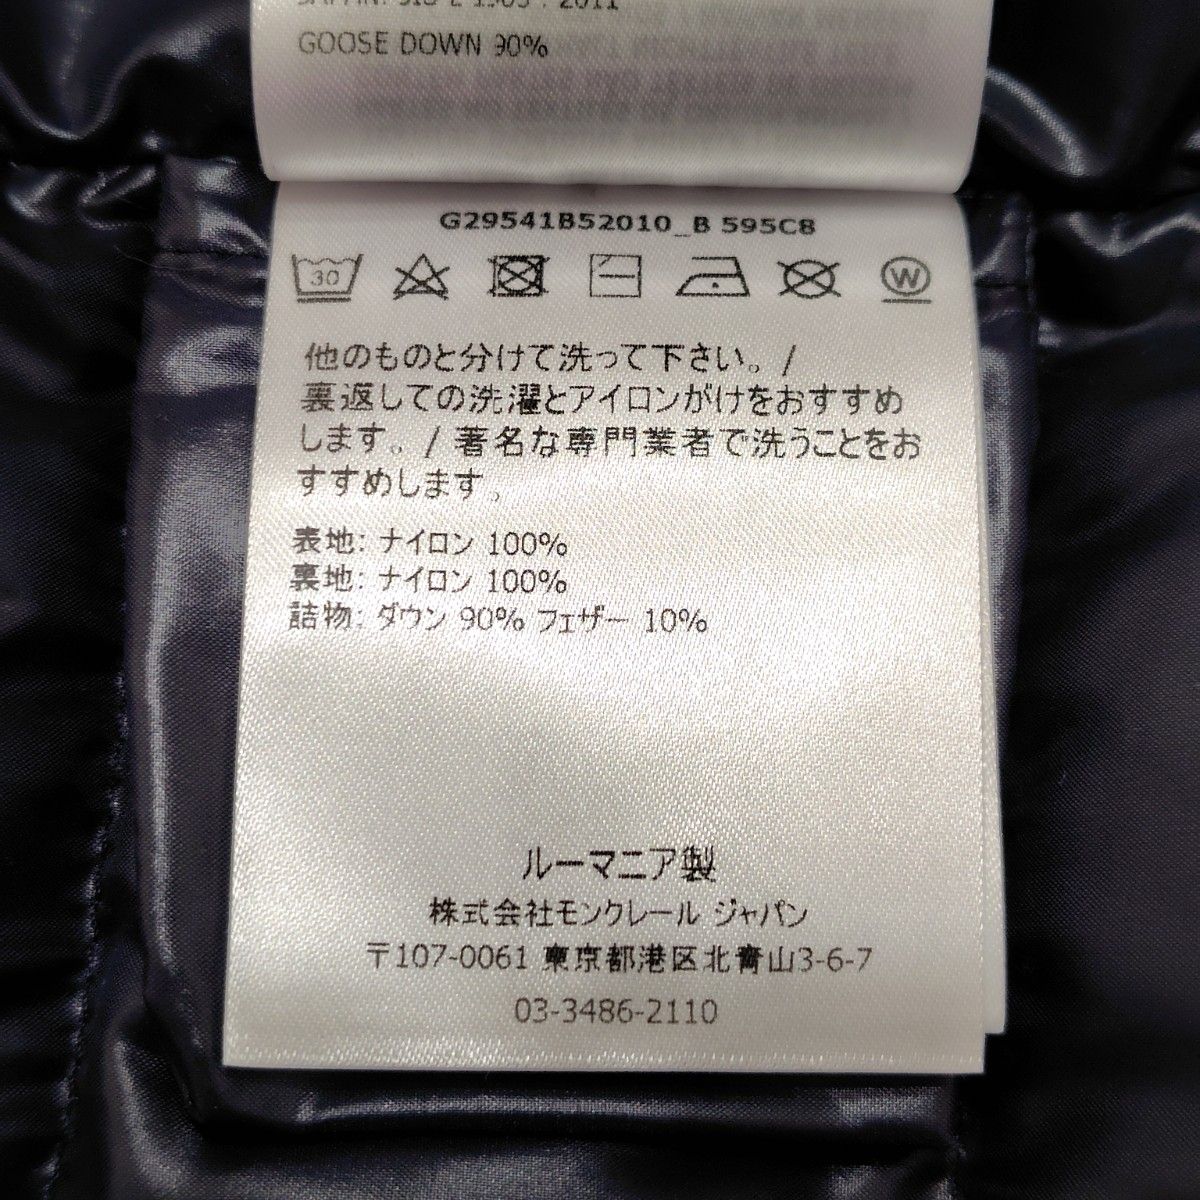 GOOSE DOWN 90%
G29541B52010_B 595C8
30
W
他のものと分けて洗って下さい。/
裏返しての洗濯とアイロンがけをおすすめ
します。/ 著名な専門業者で洗うことをお
すすめします。
表地: ナイロン 100%
裏地: ナイロン 100%
詰物: ダウン 90% フェザー 10%
ルーマニア製
株式会社モンクレール ジャパン
〒107-0061 東京都港区北青山3-6-7
03-3486-2110